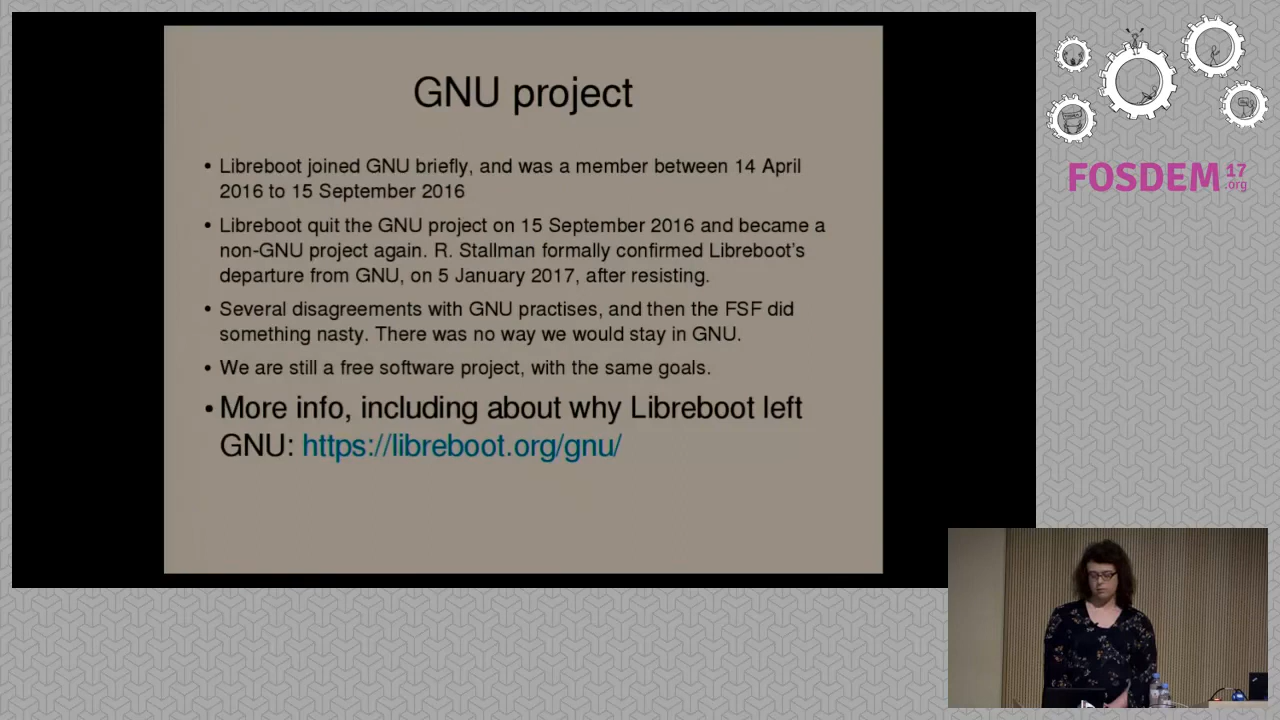 GNU project
• Libreboot joined GNU briefly, and was a member between 14 April
2016 to 15 September 2016
• Libreboot quit the GNU project on 15 September 2016 and became a
non-GNU project again. R. Stallman formally confirmed Libreboot's
departure from GNU, on 5 January 2017, after resisting.
• Several disagreements with GNU practises, and then the FSF did
something nasty. There was no way we would stay in GNU.
• We are still a free software project, with the same goals.
• More info, including about why Libreboot left
GNU: https://libreboot.org/gnu/
FOSDEM 17
.org